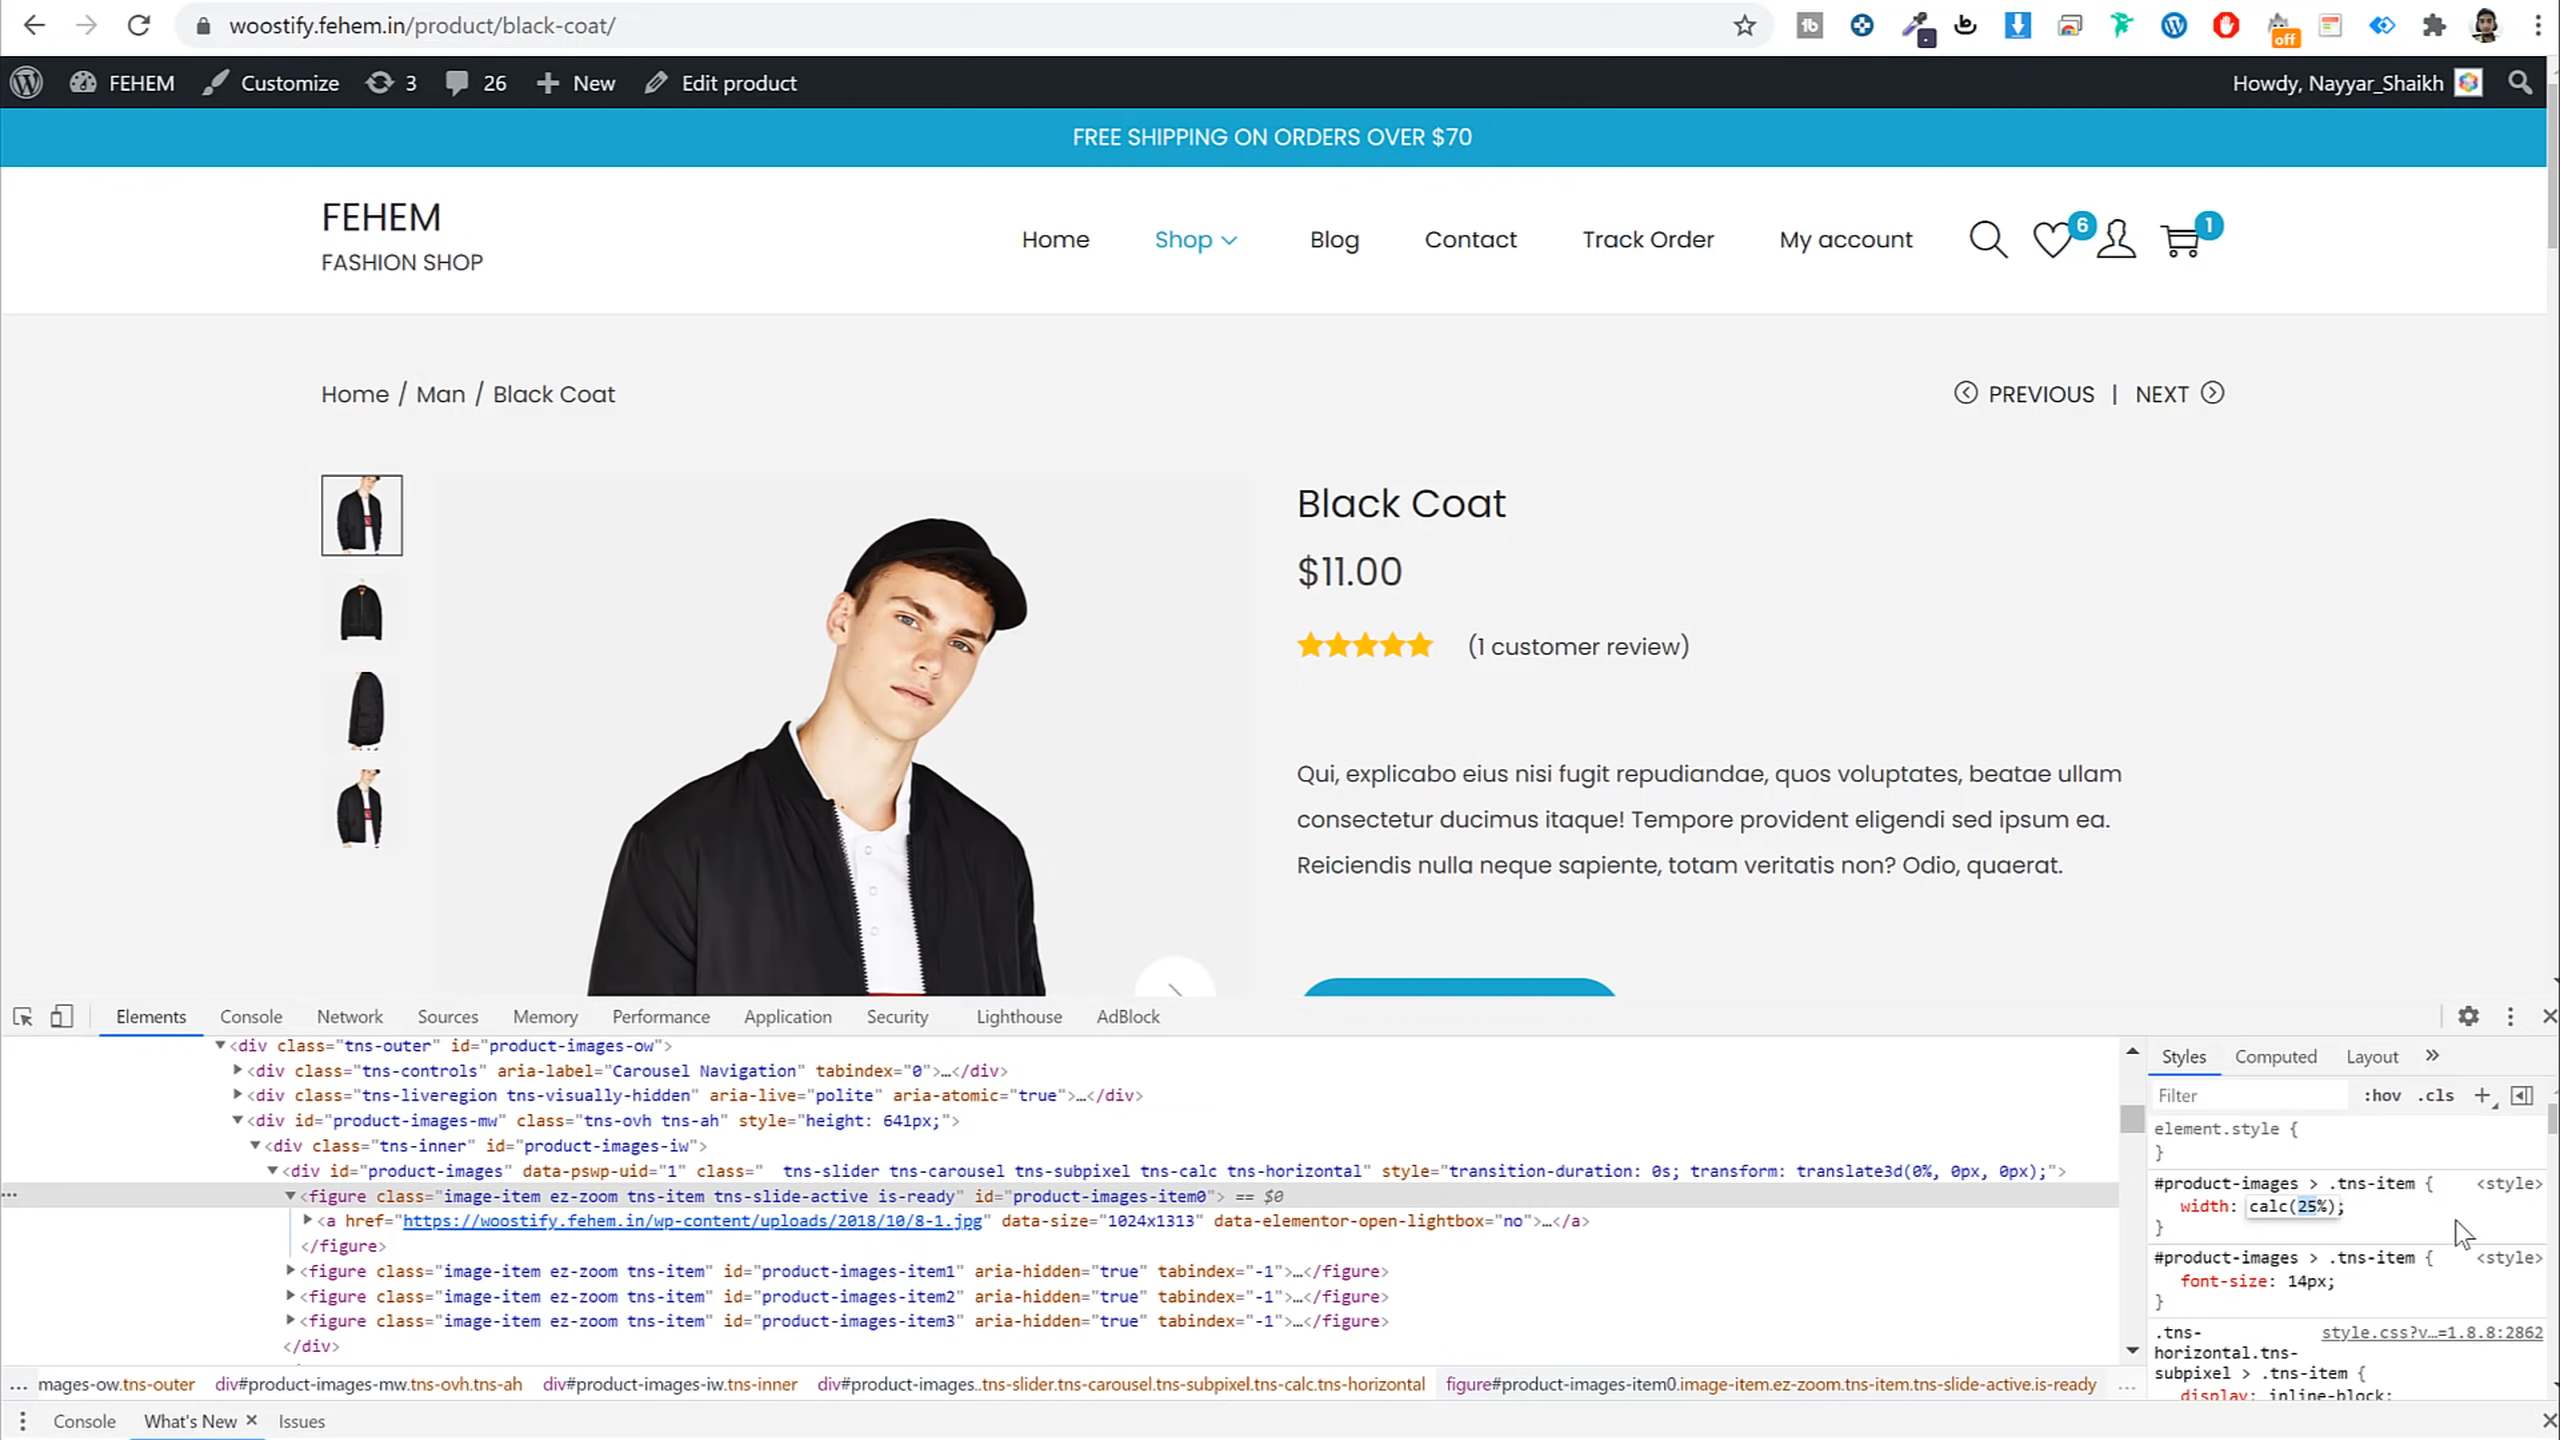 woostify.fehem.in/product/black-coat/
off
FEHEM Customize 3 26 New Edit product Howdy, Nayyar_Shaikh
FREE SHIPPING ON ORDERS OVER $70
FEHEM
FASHION SHOP
Home Shop Blog Contact Track Order My account 6 1
Home / Man / Black Coat
PREVIOUS | NEXT
Black Coat
$11.00
(1 customer review)
Qui, explicabo eius nisi fugit repudiandae, quos voluptates, beatae ullam
consectetur ducimus itaque! Tempore provident eligendi sed ipsum ea.
Reiciendis nulla neque sapiente, totam veritatis non? Odio, quaerat.
Elements Console Network Sources Memory Performance Application Security Lighthouse AdBlock
<div class="tns-outer" id="product-images-ow">
<div class="tns-controls" aria-label="Carousel Navigation" tabindex="0">…</div>
<div class="tns-liveregion tns-visually-hidden" aria-live="polite" aria-atomic="true">…</div>
<div id="product-images-mw" class="tns-ovh tns-ah" style="height: 641px;">
<div class="tns-inner" id="product-images-iw">
<div id="product-images" data-pswp-uid="1" class="  tns-slider tns-carousel tns-subpixel tns-calc tns-horizontal" style="transition-duration: 0s; transform: translate3d(0%, 0px, 0px);">
… <figure class="image-item ez-zoom tns-item tns-slide-active is-ready" id="product-images-item0"> == $0
<a href="https://woostify.fehem.in/wp-content/uploads/2018/10/8-1.jpg" data-size="1024x1313" data-elementor-open-lightbox="no">…</a>
</figure>
<figure class="image-item ez-zoom tns-item" id="product-images-item1" aria-hidden="true" tabindex="-1">…</figure>
<figure class="image-item ez-zoom tns-item" id="product-images-item2" aria-hidden="true" tabindex="-1">…</figure>
<figure class="image-item ez-zoom tns-item" id="product-images-item3" aria-hidden="true" tabindex="-1">…</figure>
</div>
… mages-ow.tns-outer div#product-images-mw.tns-ovh.tns-ah div#product-images-iw.tns-inner div#product-images..tns-slider.tns-carousel.tns-subpixel.tns-calc.tns-horizontal figure#product-images-item0.image-item.ez-zoom.tns-item.tns-slide-active.is-ready …
Styles Computed Layout »
Filter :hov .cls +
element.style {
}
#product-images > .tns-item { <style>
width: calc(25%);
}
#product-images > .tns-item { <style>
font-size: 14px;
}
.tns- style.css?v…=1.8.8:2862
horizontal.tns-
subpixel > .tns-item {
display: inline-block;
Console What's New × Issues